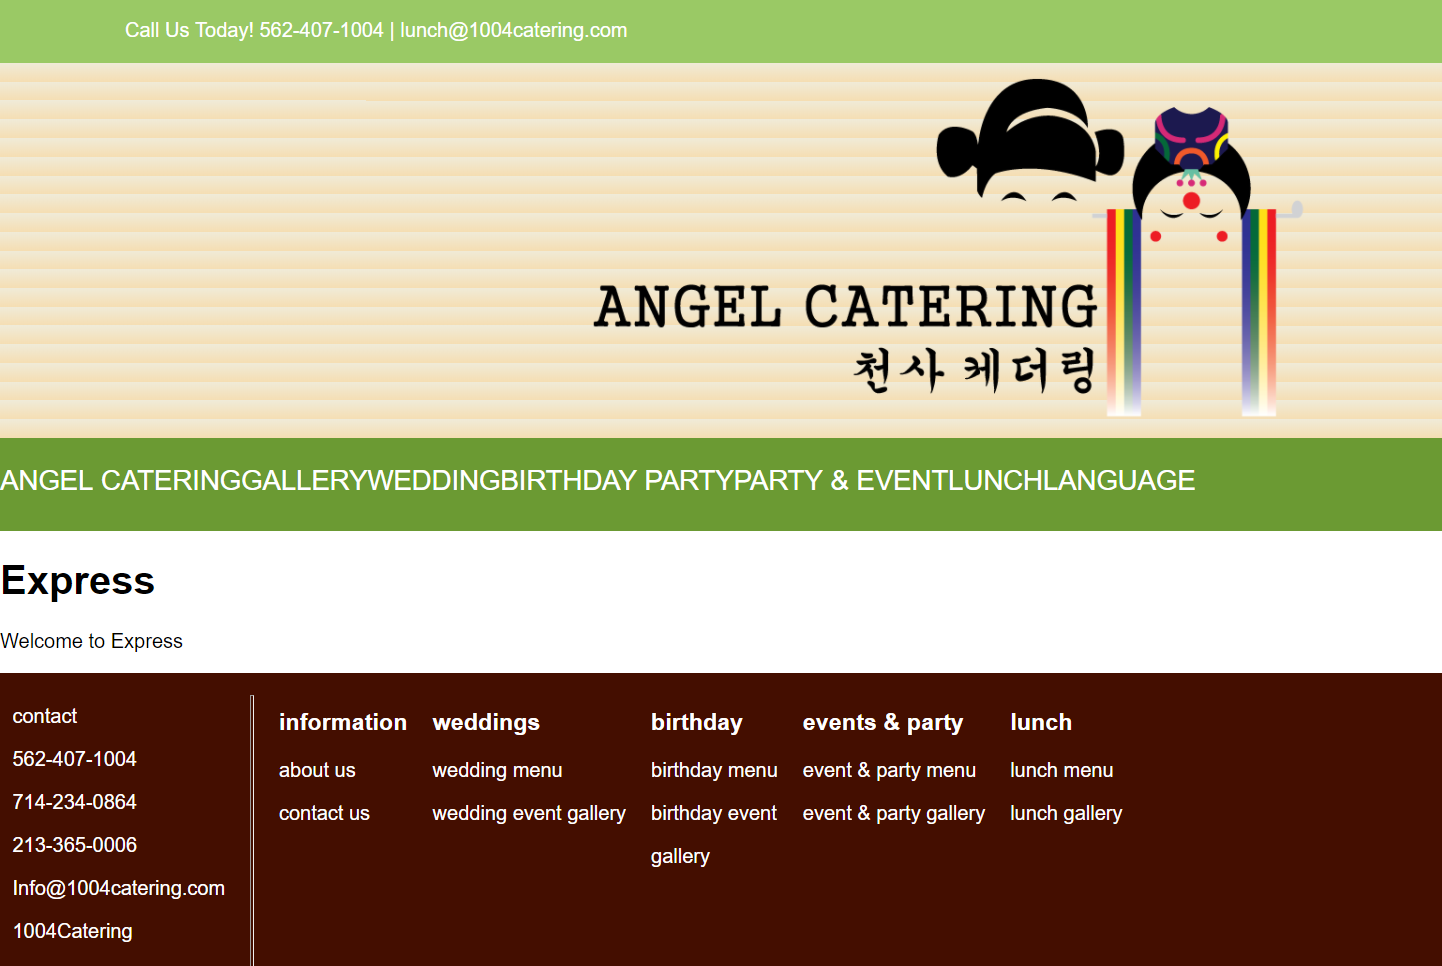 Call Us Today! 562-407-1004 | lunch@1004catering.com
ANGEL CATERING
천사 케더링
ANGEL CATERINGGALLERYWEDDINGBIRTHDAY PARTYPARTY & EVENTLUNCHLANGUAGE
Express
Welcome to Express
contact
562-407-1004
714-234-0864
213-365-0006
Info@1004catering.com
1004Catering
information
about us
contact us
weddings
wedding menu
wedding event gallery
birthday
birthday menu
birthday event
gallery
events & party
event & party menu
event & party gallery
lunch
lunch menu
lunch gallery